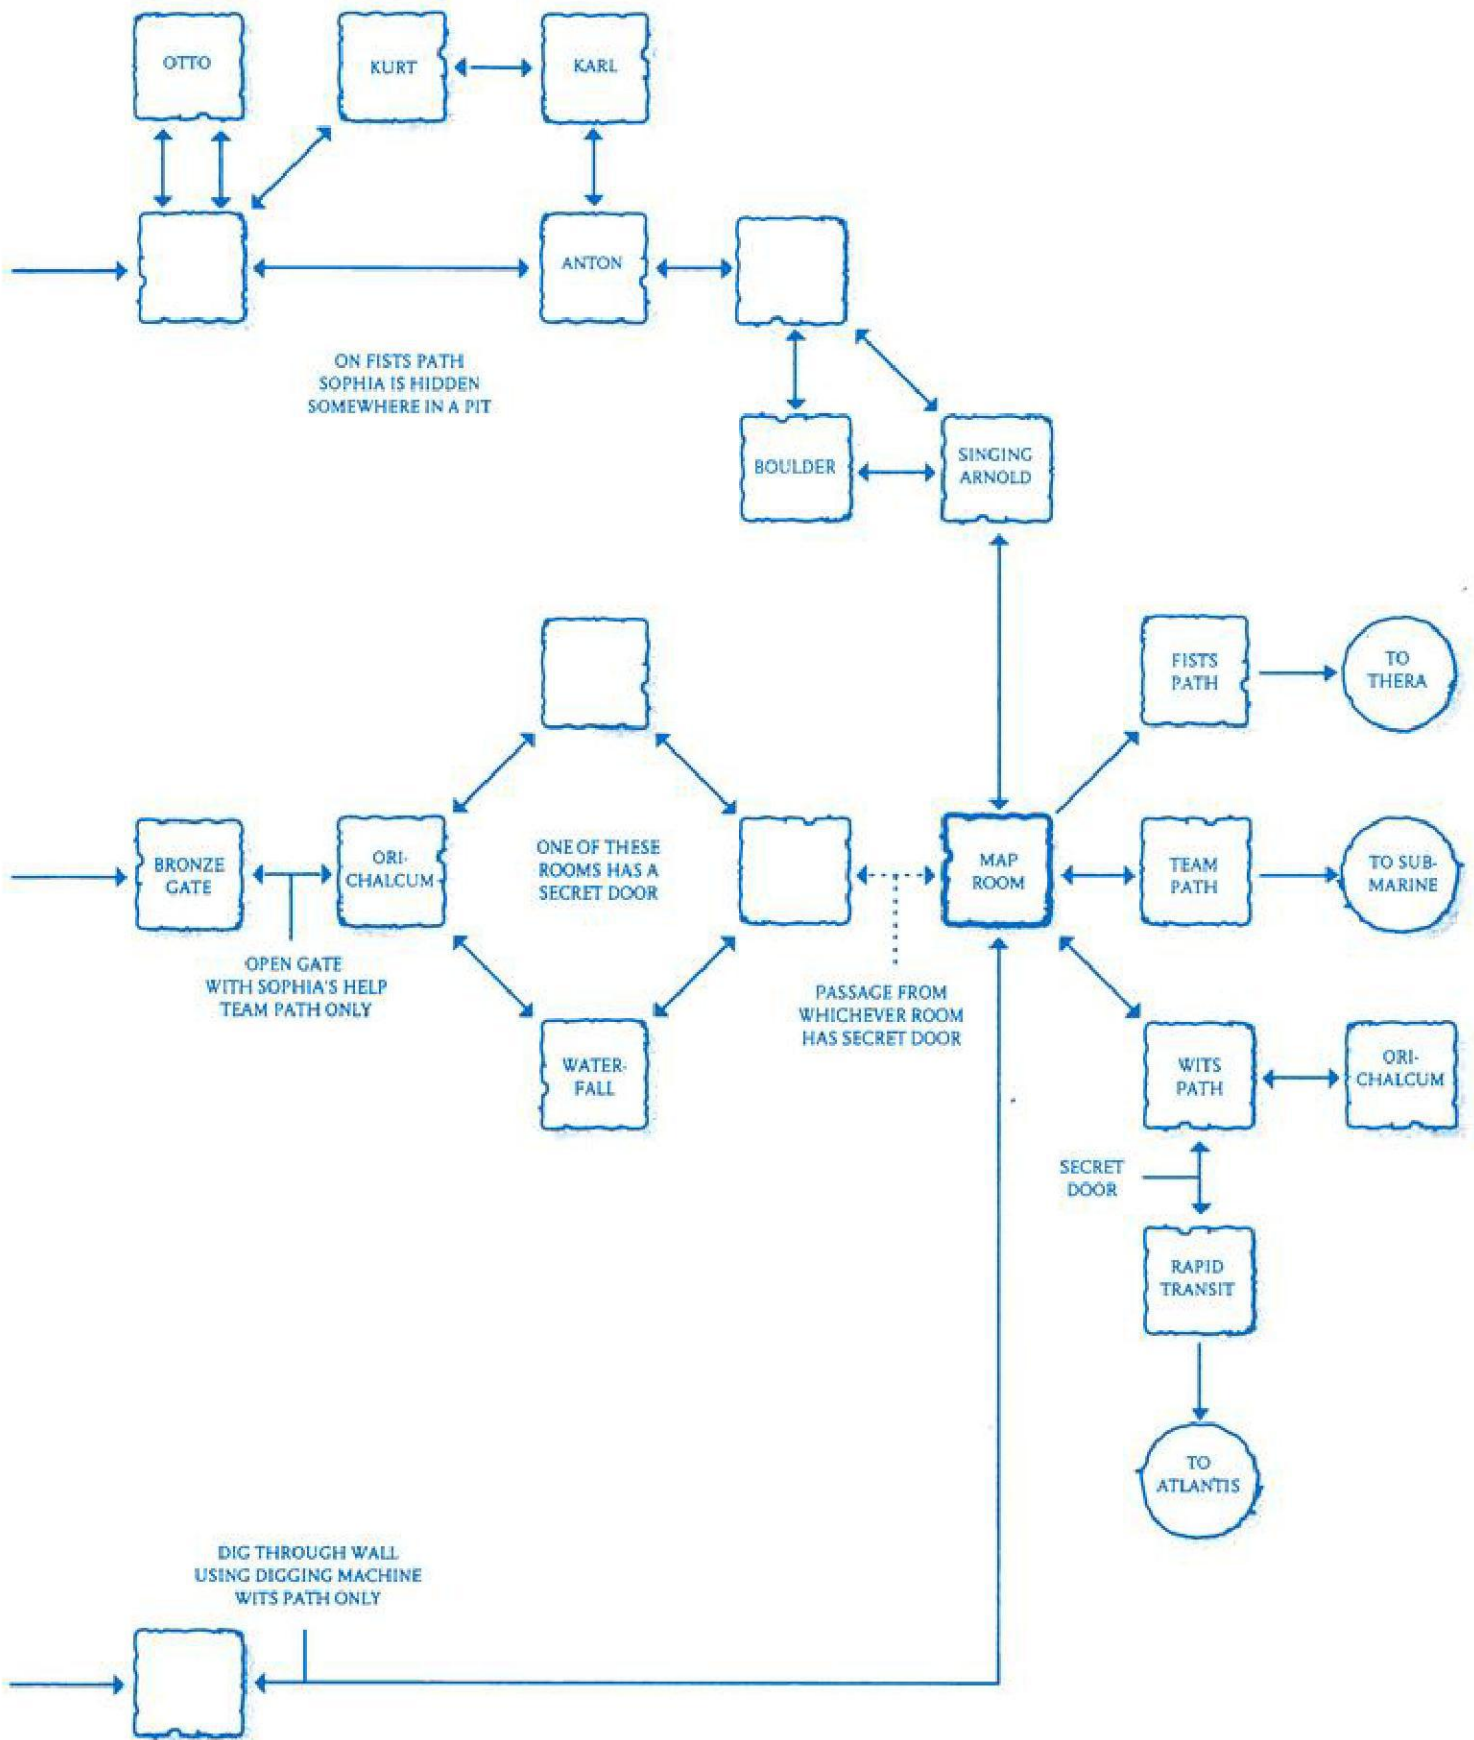 OTTO
KURT
KARL
ANTON
ON FISTS PATH
SOPHIA IS HIDDEN
SOMEWHERE IN A PIT
BOULDER
SINGING
ARNOLD
FISTS
PATH
TO
THERA
BRONZE
GATE
ORI-
CHALCUM
ONE OF THESE
ROOMS HAS A
SECRET DOOR
MAP
ROOM
TEAM
PATH
TO SUB-
MARINE
OPEN GATE
WITH SOPHIA'S HELP
TEAM PATH ONLY
PASSAGE FROM
WHICHEVER ROOM
HAS SECRET DOOR
WATER-
FALL
WITS
PATH
ORI-
CHALCUM
SECRET
DOOR
RAPID
TRANSIT
TO
ATLANTIS
DIG THROUGH WALL
USING DIGGING MACHINE
WITS PATH ONLY